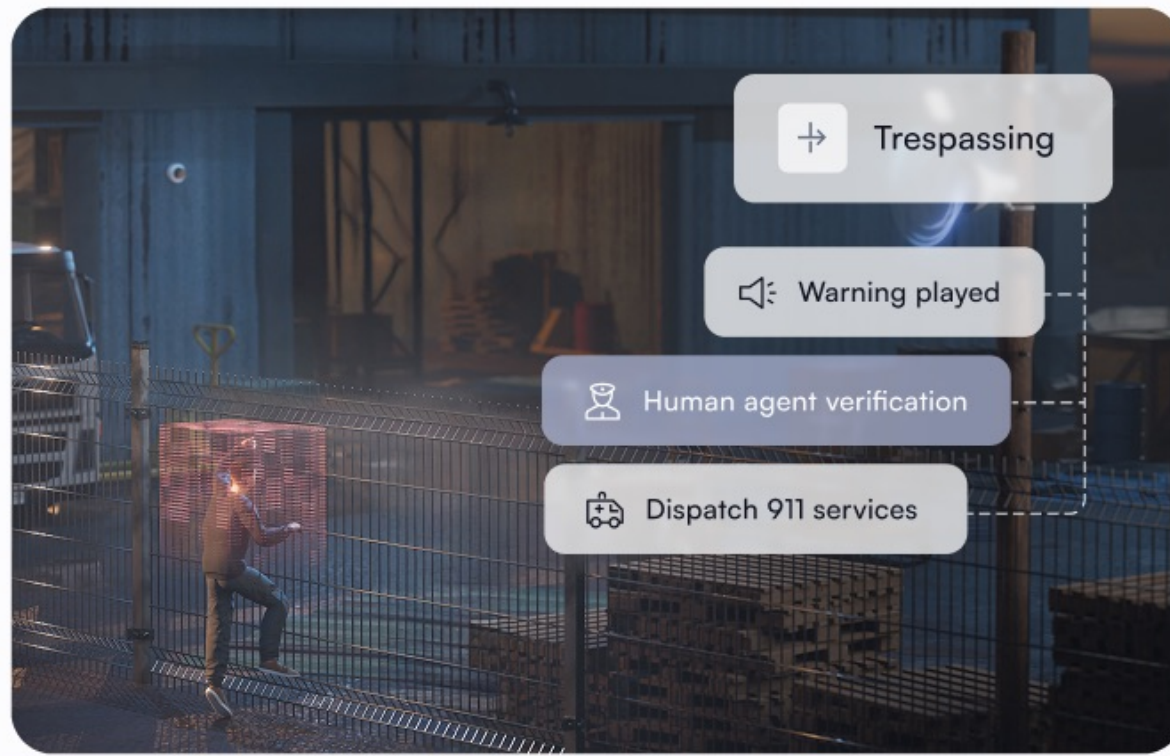 Trespassing
Warning played
Human agent verification
Dispatch 911 services